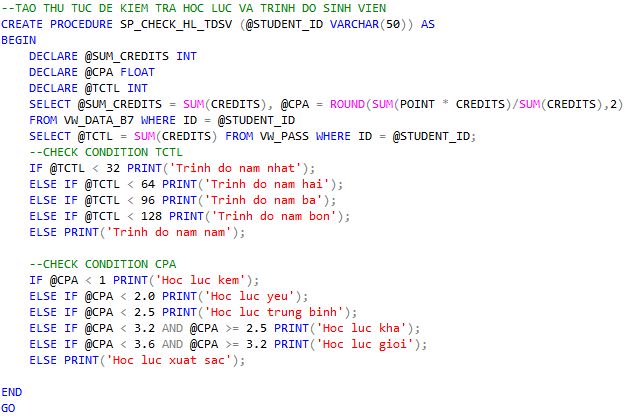 --TAO THU TUC DE KIEM TRA HOC LUC VA TRINH DO SINH VIEN
CREATE PROCEDURE SP_CHECK_HL_TDSV (@STUDENT_ID VARCHAR(50)) AS
BEGIN
    DECLARE @SUM_CREDITS INT
    DECLARE @CPA FLOAT
    DECLARE @TCTL INT
    SELECT @SUM_CREDITS = SUM(CREDITS), @CPA = ROUND(SUM(POINT * CREDITS)/SUM(CREDITS),2)
    FROM VW_DATA_B7 WHERE ID = @STUDENT_ID
    SELECT @TCTL = SUM(CREDITS) FROM VW_PASS WHERE ID = @STUDENT_ID;
    --CHECK CONDITION TCTL
    IF @TCTL < 32 PRINT('Trinh do nam nhat');
    ELSE IF @TCTL < 64 PRINT('Trinh do nam hai');
    ELSE IF @TCTL < 96 PRINT('Trinh do nam ba');
    ELSE IF @TCTL < 128 PRINT('Trinh do nam bon');
    ELSE PRINT('Trinh do nam nam');

    --CHECK CONDITION CPA
    IF @CPA < 1 PRINT('Hoc luc kem');
    ELSE IF @CPA < 2.0 PRINT('Hoc luc yeu');
    ELSE IF @CPA < 2.5 PRINT('Hoc luc trung binh');
    ELSE IF @CPA < 3.2 AND @CPA >= 2.5 PRINT('Hoc luc kha');
    ELSE IF @CPA < 3.6 AND @CPA >= 3.2 PRINT('Hoc luc gioi');
    ELSE PRINT('Hoc luc xuat sac');

END
GO